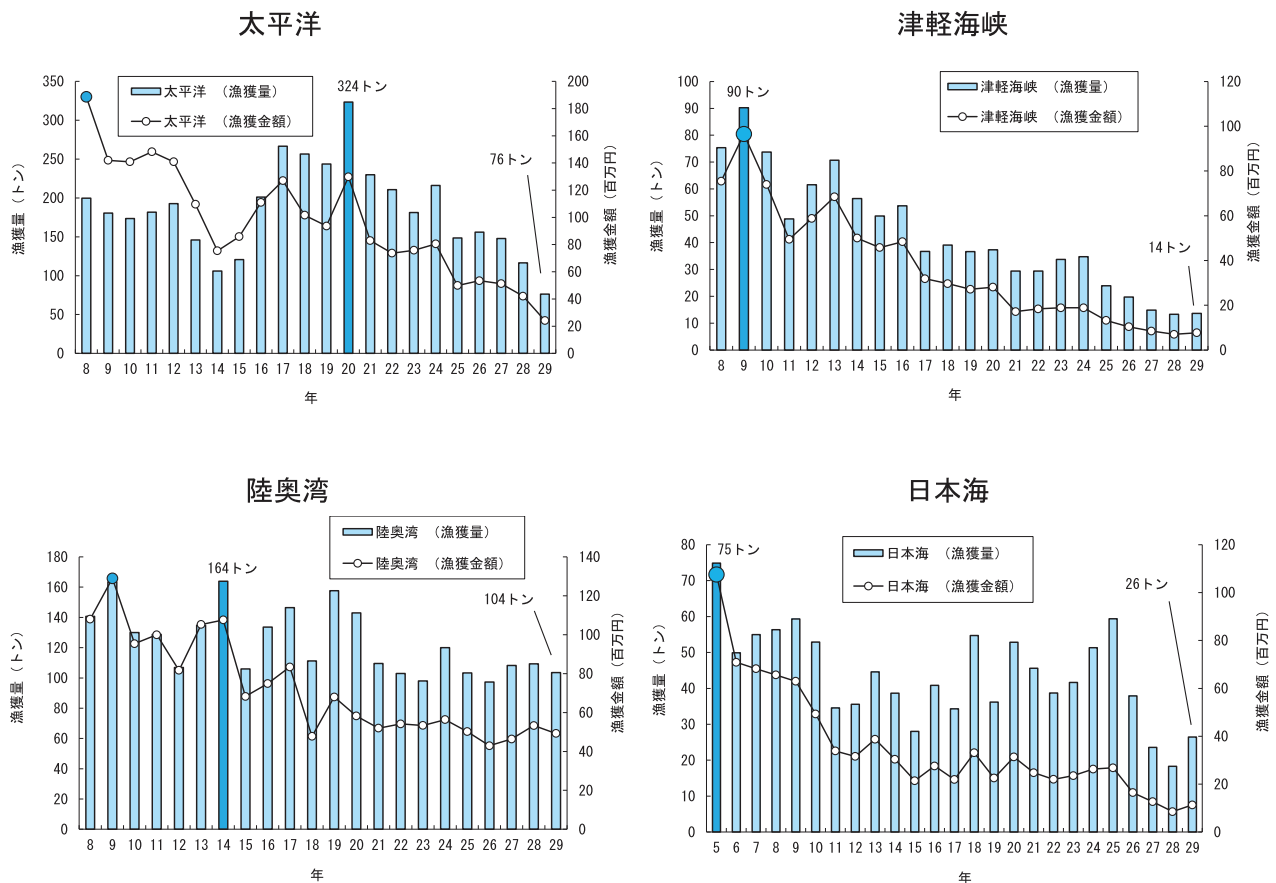 太平洋
太平洋 (漁獲量)
太平洋 (漁獲金額)
324トン
76トン
漁獲量 (トン)
350
300
250
200
150
100
50
0
200
180
160
140
120
100
80
60
40
20
0
漁獲金額 (百万円)
8 9 10 11 12 13 14 15 16 17 18 19 20 21 22 23 24 25 26 27 28 29
年
津軽海峡
津軽海峡 (漁獲量)
津軽海峡 (漁獲金額)
90トン
14トン
漁獲量 (トン)
100
90
80
70
60
50
40
30
20
10
0
120
100
80
60
40
20
0
漁獲金額 (百万円)
8 9 10 11 12 13 14 15 16 17 18 19 20 21 22 23 24 25 26 27 28 29
年
陸奥湾
陸奥湾 (漁獲量)
陸奥湾 (漁獲金額)
164トン
104トン
漁獲量 (トン)
180
160
140
120
100
80
60
40
20
0
140
120
100
80
60
40
20
0
漁獲金額 (百万円)
8 9 10 11 12 13 14 15 16 17 18 19 20 21 22 23 24 25 26 27 28 29
年
日本海
日本海 (漁獲量)
日本海 (漁獲金額)
75トン
26トン
漁獲量 (トン)
80
70
60
50
40
30
20
10
0
120
100
80
60
40
20
0
漁獲金額 (百万円)
5 6 7 8 9 10 11 12 13 14 15 16 17 18 19 20 21 22 23 24 25 26 27 28 29
年